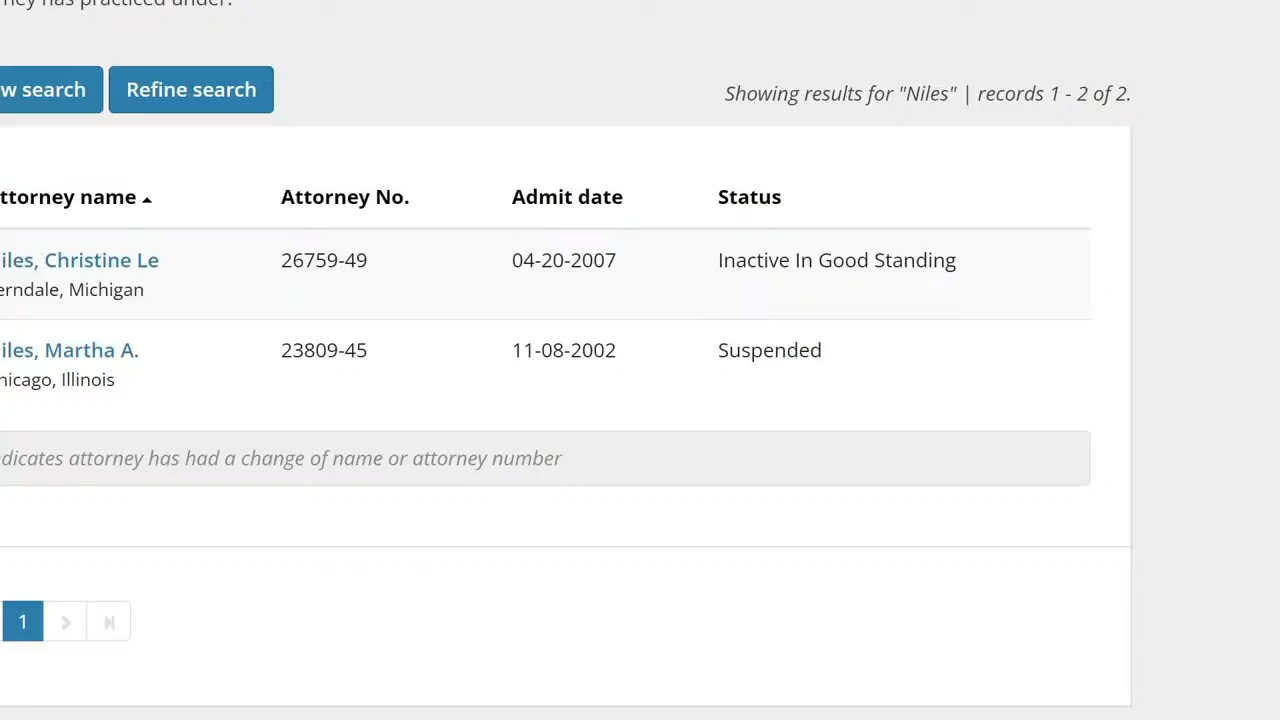 has practiced under.
search Refine search Showing results for "Niles" | records 1 - 2 of 2.
ttorney name Attorney No. Admit date Status
iles, Christine Le 26759-49 04-20-2007 Inactive In Good Standing
erndale, Michigan
iles, Martha A. 23809-45 11-08-2002 Suspended
hicago, Illinois
dicates attorney has had a change of name or attorney number
1